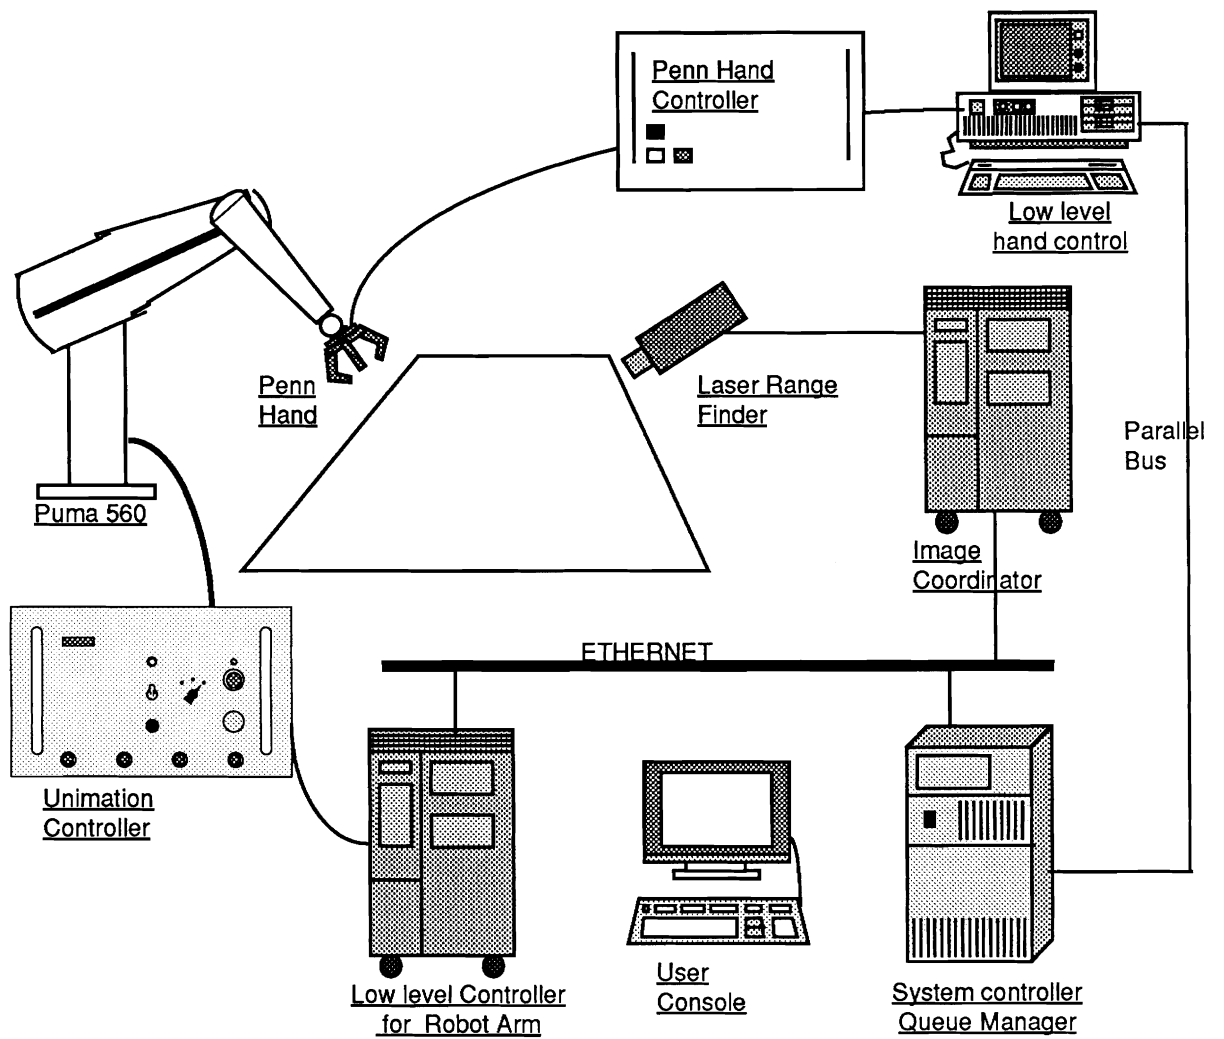 Penn Hand
Controller
Low level
hand control
Penn
Hand
Laser Range
Finder
Parallel
Bus
Puma 560
Image
Coordinator
ETHERNET
Unimation
Controller
Low level Controller
for Robot Arm
User
Console
System controller
Queue Manager